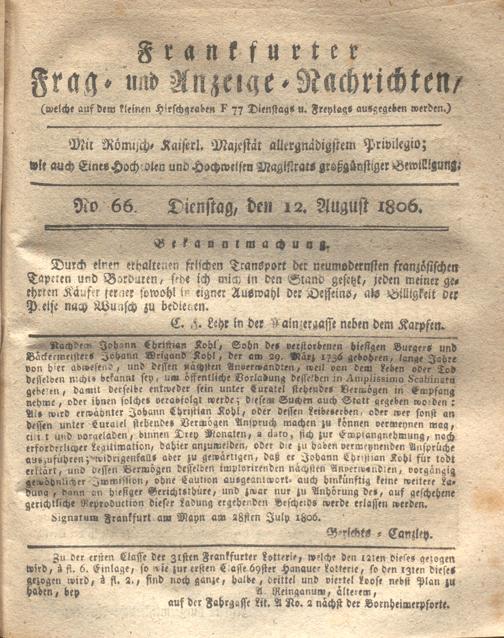 Frankfurter
Frag- und Anzeige-Nachrichten,
(welche auf dem kleinen Hirschgraben F 77 Dienstags u. Freytags ausgegeben werden.)
Mit Römisch-Kaiserl. Majestät allergnädigstem Privilegio;
wie auch Eines Hoch-Edlen und Hochweisen Magistrats großgünstiger Bewilligung.
No 66. Dienstag, den 12. August 1806.
Bekanntmachung.
Durch einen erhaltenen frischen Transport der neumodernsten französischen
Tapeten und Borduren, sehe ich mich in den Stand gesetzt, jeden meiner ge-
ehrten Käufer ferner sowohl in eigner Auswahl der Desseins, als Billigkeit der
Preise nach Wunsch zu bedienen.
C. F. Lehr in der Mainzergasse neben dem Karpfen.
Nachdem Johann Christian Kohl, Sohn des verstorbenen hiesigen Burgers und
Bäckermeisters Johann Weigand Kohl, der am 29. März 1736 gebohren, lange Jahre
von hier abwesend, und dessen nächsten Anverwandten, weil von dem Leben oder Tod
desselben nichts bekannt sey, um öffentliche Vorladung desselben in Amplissimo Scabinatu
gebeten, damit derselbe entweder sein unter Curatel stehendes Vermögen in Empfang
nehme, oder ihnen solches verabfolgt werde; diesem Suchen auch Statt gegeben worden:
Als wird erwähnter Johann Christian Kohl, oder dessen Leibeserben, oder wer sonst an
dessen unter Curatel stehendes Vermögen Anspruch machen zu können vermeynen mag,
citirt und vorgeladen, binnen Drey Monaten, a dato, sich zur Empfangnehmung, nach
erforderlicher Legitimation, dahier anzumelden, oder die zu haben vermeynenden Ansprüche
auszuführen; widrigenfalls aber zu gewärtigen, daß er Johann Christian Kohl für todt
erklärt, und dessen Vermögen desselben implorirenden nächsten Anverwandten, vorgängig
gewöhnlicher Immission, ohne Caution ausgeantwort- auch hinkünftig keine weitere La-
dung, dann an hiesiger Gerichtsthüre, und zwar nur zu Anhörung des, auf geschehene
gerichtliche Reproduction dieser Ladung ergehenden Bescheids werde erlassen werden.
Signatum Frankfurt am Mayn am 28sten July 1806.
Gerichts-Canzley.
Zu der ersten Classe der 31sten Frankfurter Lotterie, welche den 12ten dieses gezogen
wird, à fl. 6. Einlage, so wie zur ersten Classe 69ster Hanauer Lotterie, so den 13ten dieses
gezogen wird, à fl. 2., sind noch ganze, halbe, drittel und viertel Loose nebst Plan zu
haben, bey A. Reinganum, älterem,
auf der Fahrgasse Lit. A No. 2 nächst der Bornheimerpforte.